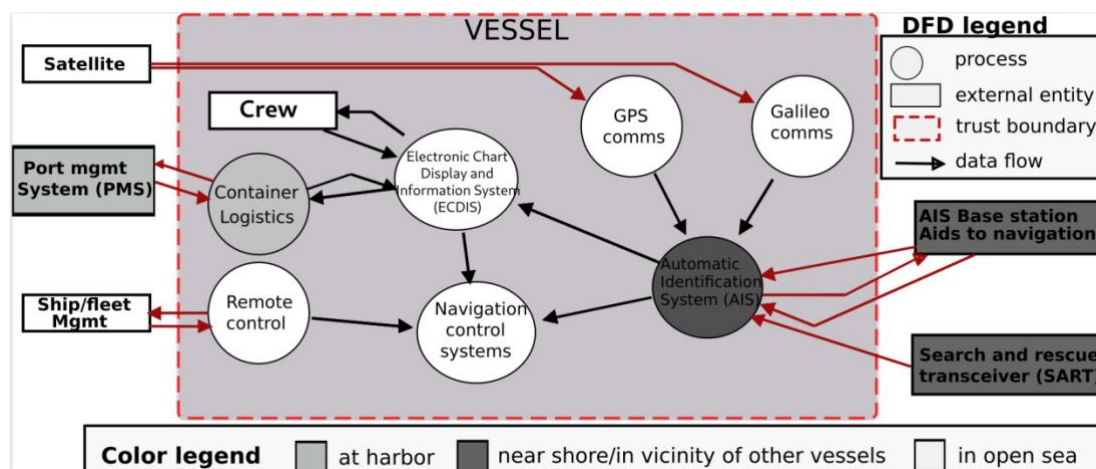 VESSEL
DFD legend
process
external entity
trust boundary
data flow
Satellite
Crew
GPS
comms
Galileo
comms
Port mgmt
System (PMS)
Container
Logistics
Electronic Chart
Display and
Information System
(ECDIS)
AIS Base station
Aids to navigation
Automatic
Identification
System (AIS)
Ship/fleet
Mgmt
Remote
control
Navigation
control
systems
Search and rescue
transceiver (SART)
Color legend
at harbor
near shore/in vicinity of other vessels
in open sea